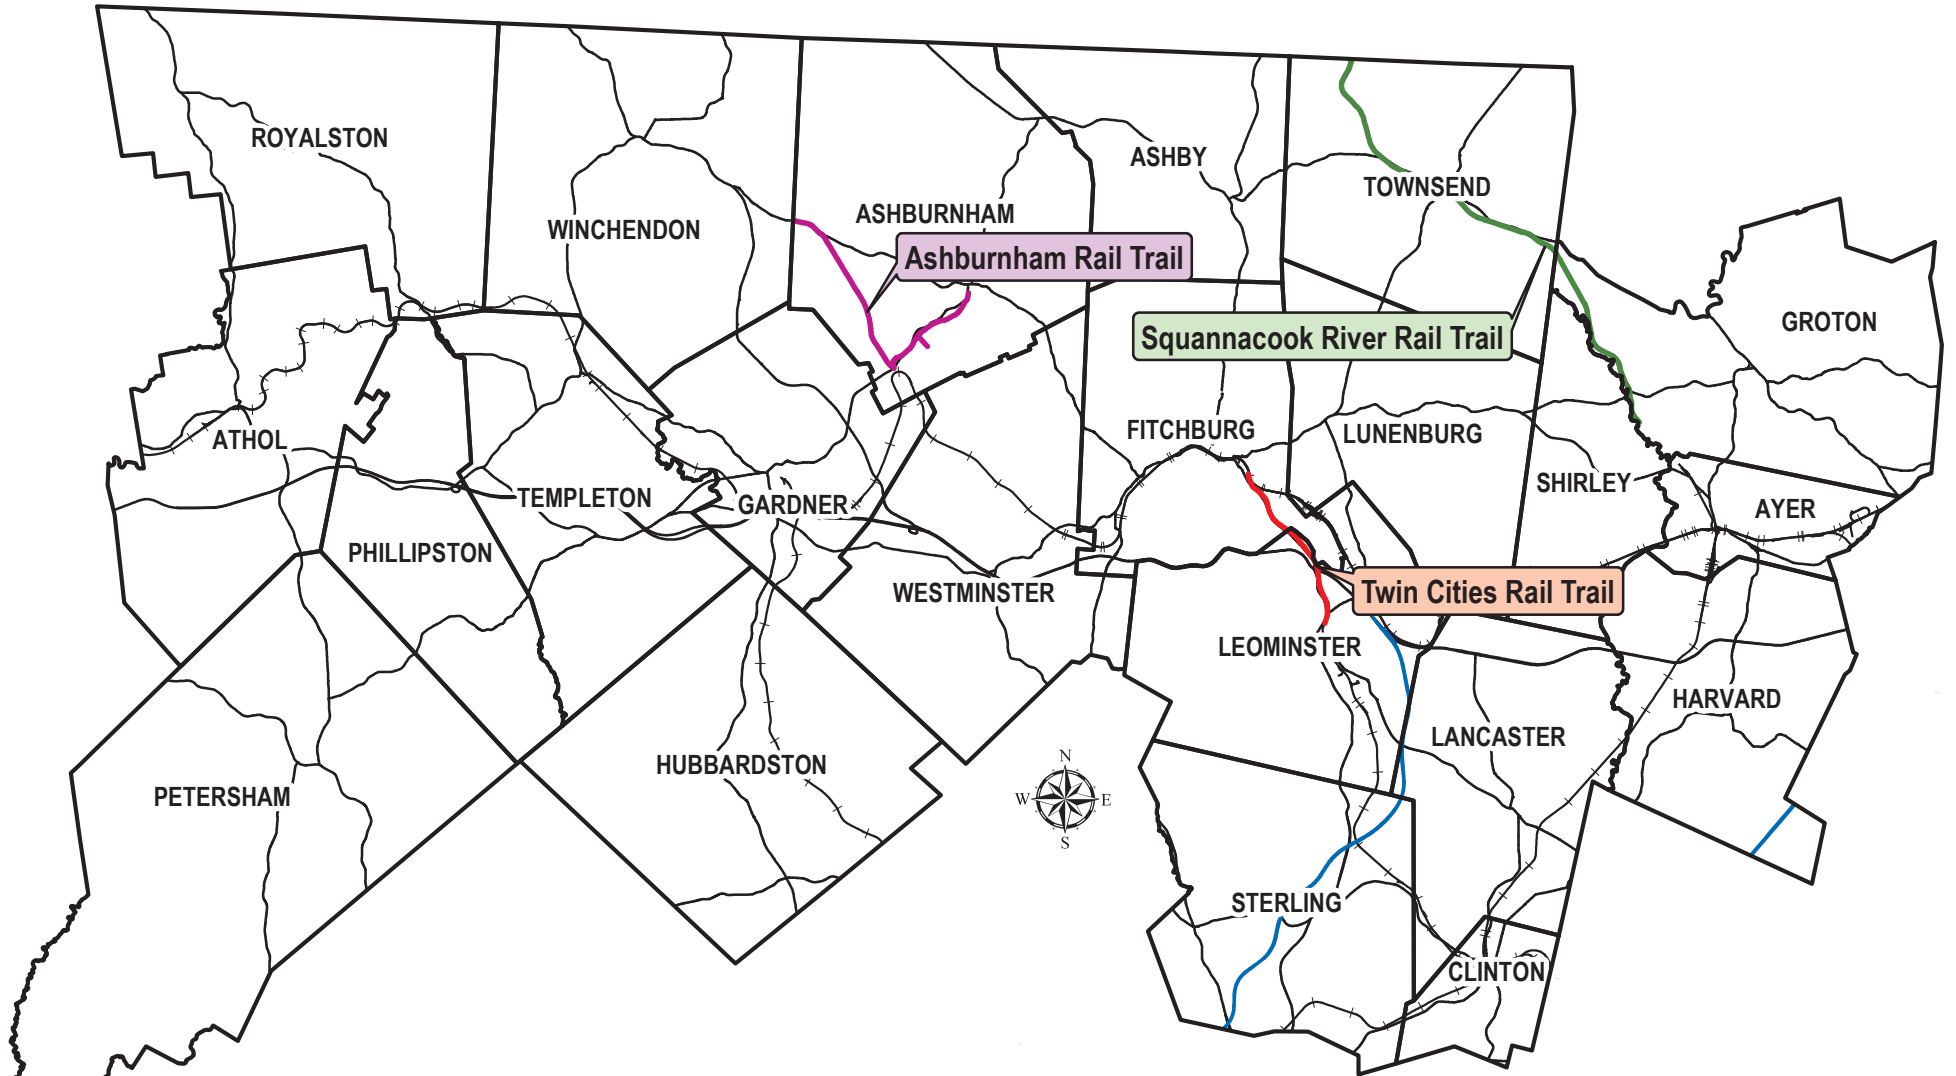 ROYALSTON
ASHBY
TOWNSEND
WINCHENDON
ASHBURNHAM
Ashburnham Rail Trail
Squannacook River Rail Trail
GROTON
ATHOL
FITCHBURG
LUNENBURG
TEMPLETON
GARDNER
SHIRLEY
AYER
PHILLIPSTON
WESTMINSTER
Twin Cities Rail Trail
LEOMINSTER
HARVARD
LANCASTER
HUBBARDSTON
PETERSHAM
N
W
E
S
STERLING
CLINTON